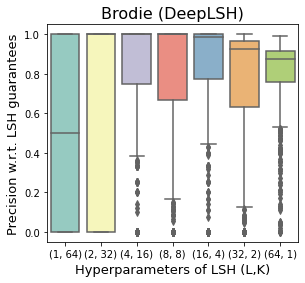 Brodie (DeepLSH)
Precision w.r.t. LSH guarantees
1.0
0.8
0.6
0.4
0.2
0.0
(1, 64) (2, 32) (4, 16) (8, 8) (16, 4) (32, 2) (64, 1)
Hyperparameters of LSH (L,K)